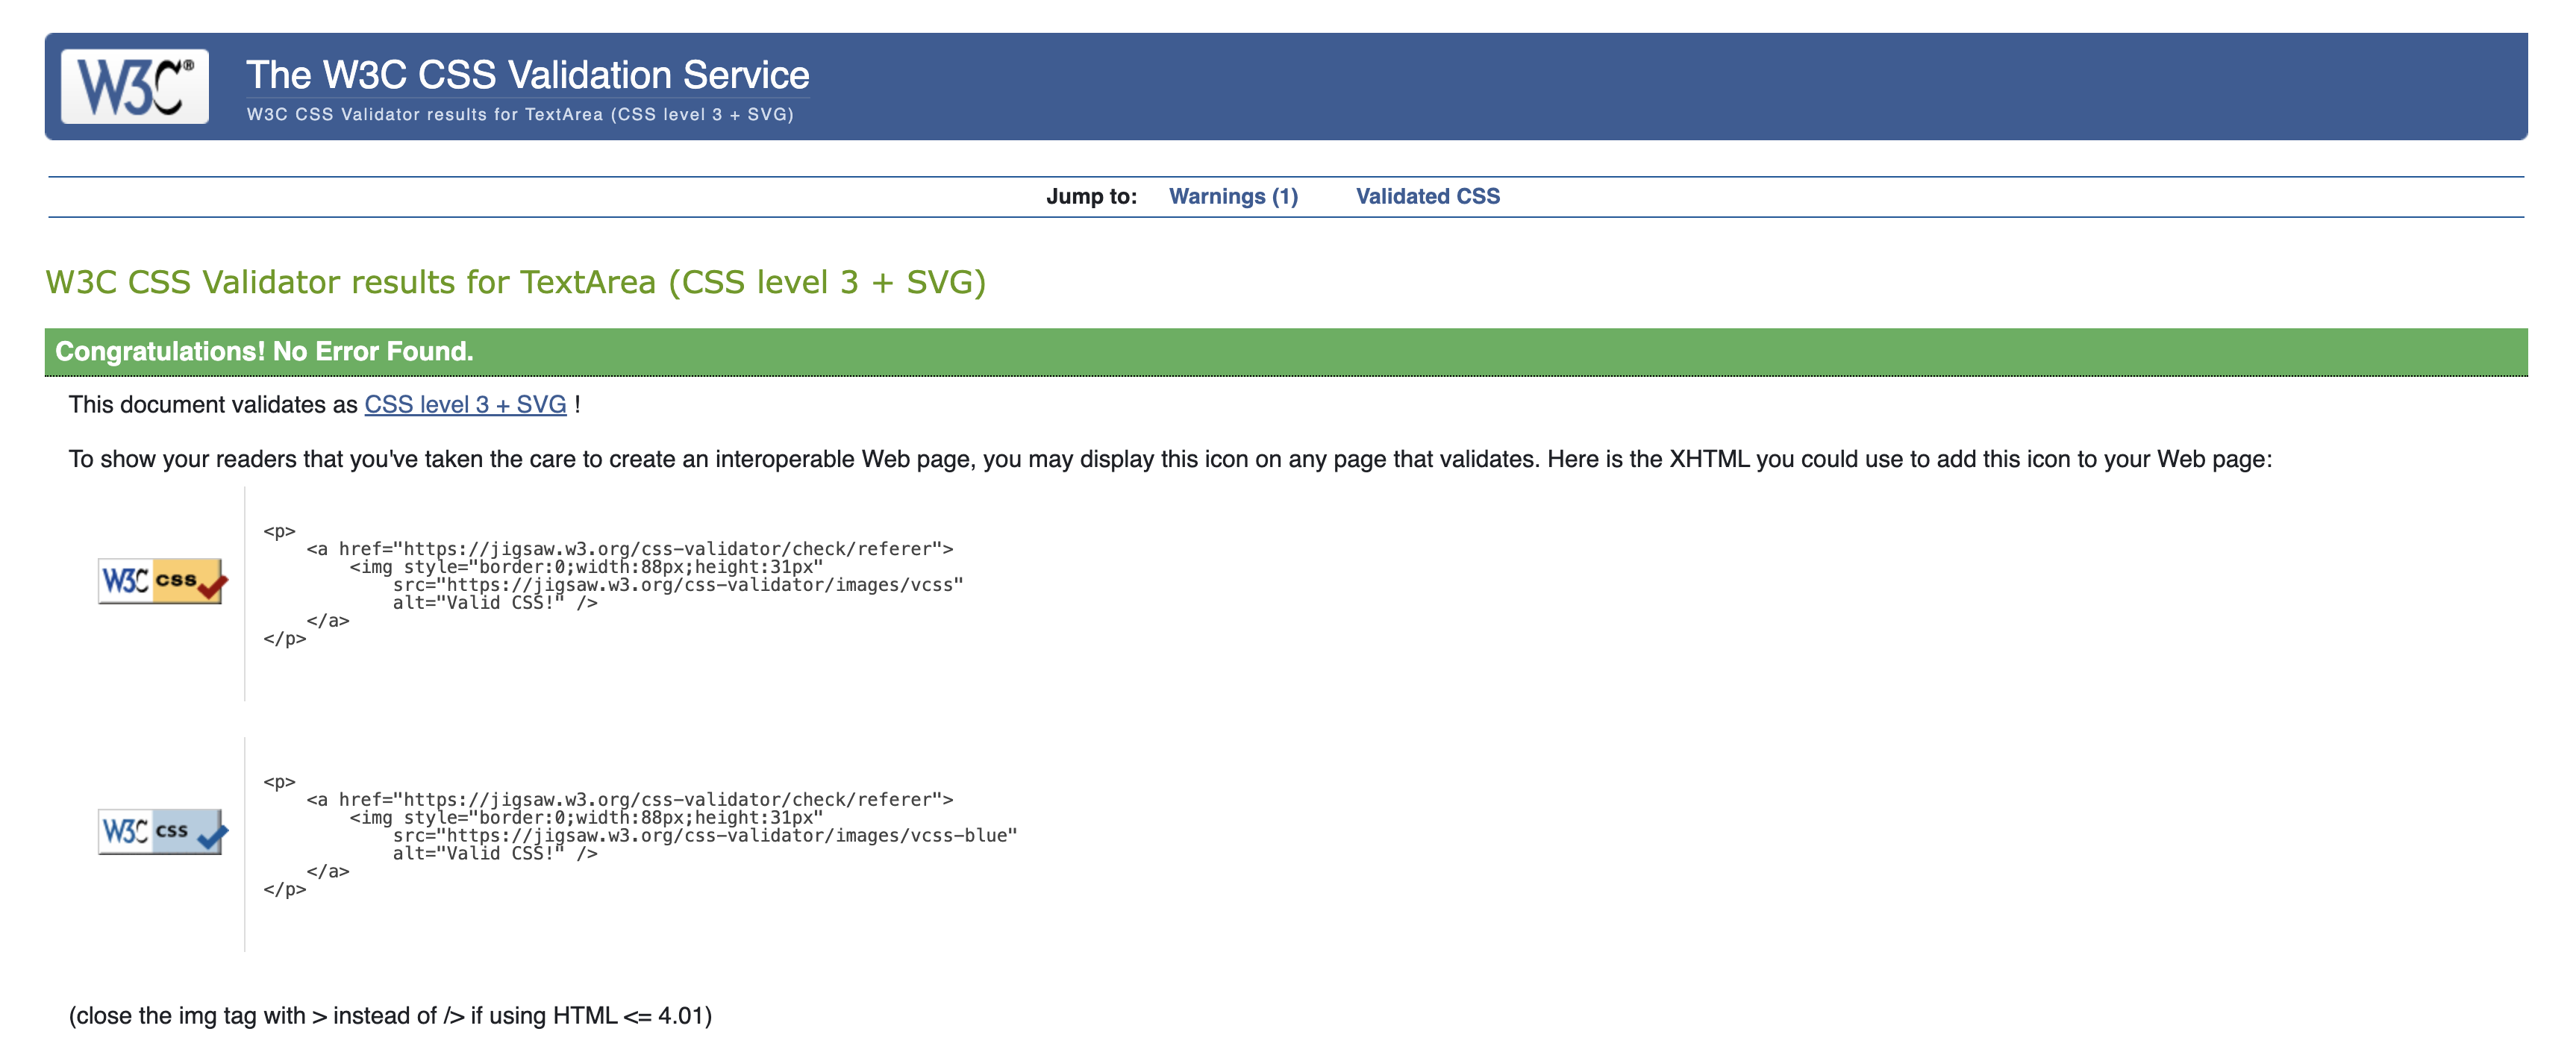 W3C®
The W3C CSS Validation Service
W3C CSS Validator results for TextArea (CSS level 3 + SVG)
Jump to: Warnings (1) Validated CSS
W3C CSS Validator results for TextArea (CSS level 3 + SVG)
Congratulations! No Error Found.
This document validates as CSS level 3 + SVG !
To show your readers that you've taken the care to create an interoperable Web page, you may display this icon on any page that validates. Here is the XHTML you could use to add this icon to your Web page:
W3C css
<p>
    <a href="https://jigsaw.w3.org/css-validator/check/referer">
        <img style="border:0;width:88px;height:31px"
            src="https://jigsaw.w3.org/css-validator/images/vcss"
            alt="Valid CSS!" />
    </a>
</p>
W3C css
<p>
    <a href="https://jigsaw.w3.org/css-validator/check/referer">
        <img style="border:0;width:88px;height:31px"
            src="https://jigsaw.w3.org/css-validator/images/vcss-blue"
            alt="Valid CSS!" />
    </a>
</p>
(close the img tag with > instead of /> if using HTML <= 4.01)